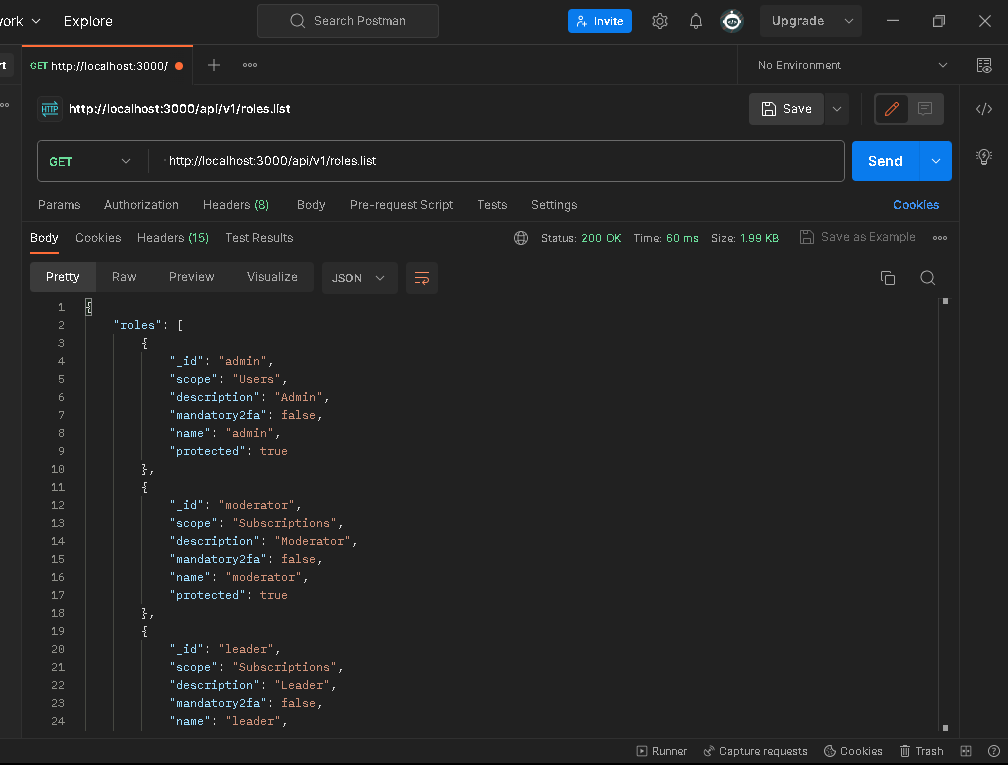 ork Explore Search Postman Invite Upgrade
rt GET http://localhost:3000/ No Environment
HTTP http://localhost:3000/api/v1/roles.list Save
GET http://localhost:3000/api/v1/roles.list Send
Params Authorization Headers (8) Body Pre-request Script Tests Settings Cookies
Body Cookies Headers (15) Test Results Status: 200 OK Time: 60 ms Size: 1.99 KB Save as Example
Pretty Raw Preview Visualize JSON
1 {
2 "roles": [
3 {
4 "_id": "admin",
5 "scope": "Users",
6 "description": "Admin",
7 "mandatory2fa": false,
8 "name": "admin",
9 "protected": true
10 },
11 {
12 "_id": "moderator",
13 "scope": "Subscriptions",
14 "description": "Moderator",
15 "mandatory2fa": false,
16 "name": "moderator",
17 "protected": true
18 },
19 {
20 "_id": "leader",
21 "scope": "Subscriptions",
22 "description": "Leader",
23 "mandatory2fa": false,
24 "name": "leader",
Runner Capture requests Cookies Trash